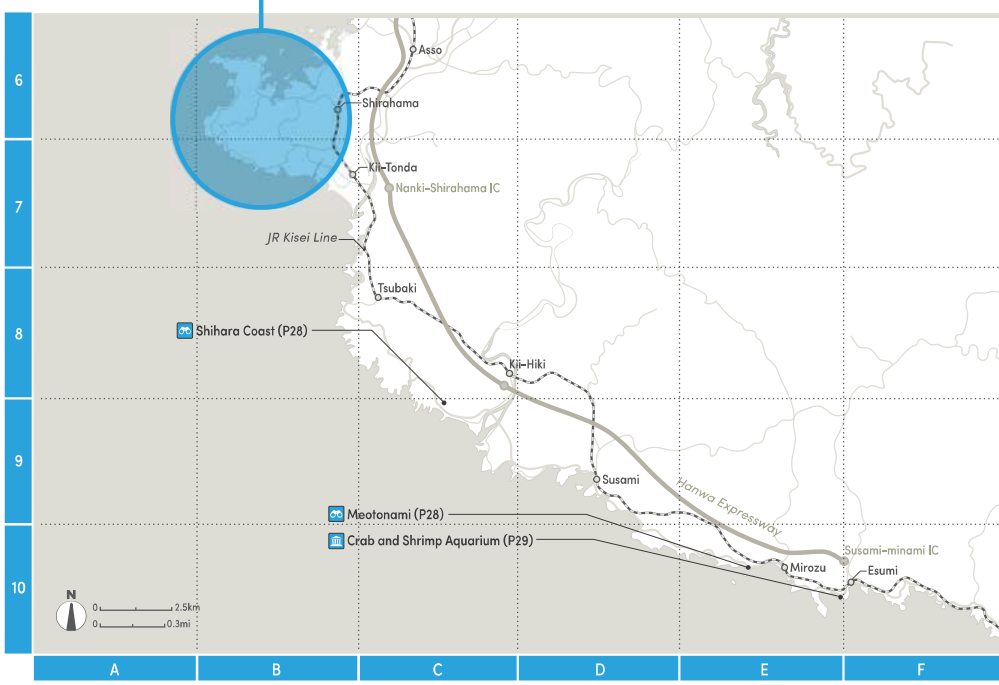 6
Asso
Shirahama
Kii-Tonda
7
Nanki-Shirahama IC
JR Kisei Line
Tsubaki
8
Shihara Coast (P28)
Kii-Hiki
9
Susami
Hanwa Expressway
Meotonami (P28)
Crab and Shrimp Aquarium (P29)
Susami-minami IC
Mirozu
Esumi
10
N
0 2.5km
0 0.3mi
A B C D E F